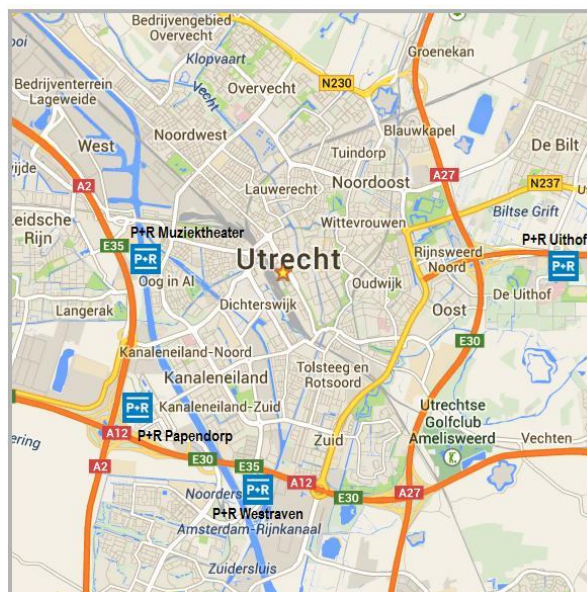 Bedrijvengebied
Overvecht
Klopvaart
Groenekan
N230
Bedrijventerrein
Lageweide
Vecht
Overvecht
Blauwkapel
West
Noordwest
De Bilt
Tuindorp
A2
Lauwerecht
Noordoost
A27
N237
Leidsche
Rijn
P+R Muziektheater
Wittevrouwen
Biltse Grift
E35
P+R
Utrecht
Rijnsweerd
Noord
P+R Uithof
P+R
Oog in Al
Oudwijk
De Uithof
Langerak
Dichterswijk
Oost
E30
Kanaleneiland-Noord
Kanaleneiland
Tolsteeg en
Rotsoord
P+R
Kanaleneiland-Zuid
Utrechtse
Golfclub
Amelisweerd
A12
P+R Papendorp
Zuid
Vechten
A2
E30
E35
A12
E30
A27
P+R
P+R Westraven
Amsterdam-Rijnkanaal
Zuidersluis